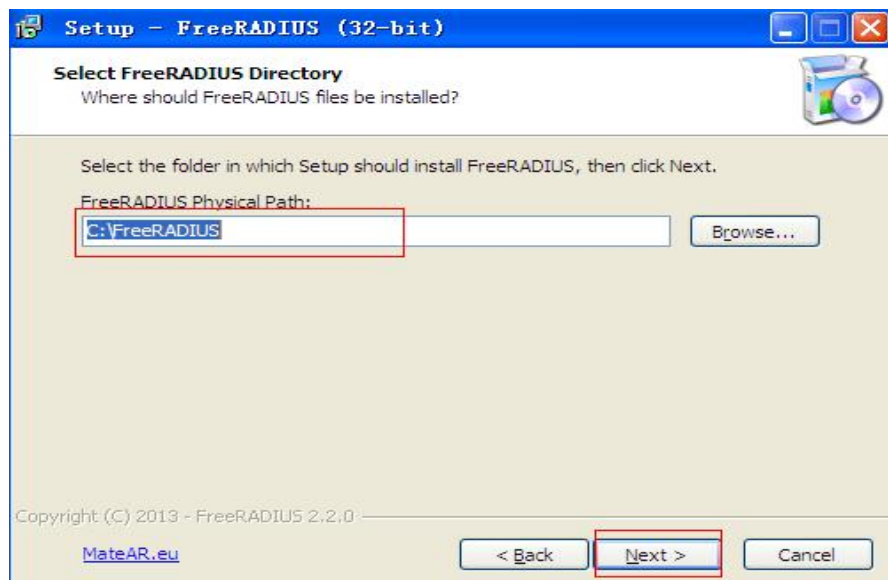 Setup - FreeRADIUS (32-bit)
Select FreeRADIUS Directory
Where should FreeRADIUS files be installed?
Select the folder in which Setup should install FreeRADIUS, then click Next.
FreeRADIUS Physical Path:
C:\FreeRADIUS
Browse...
Copyright (C) 2013 - FreeRADIUS 2.2.0
MateAR.eu
< Back
Next >
Cancel